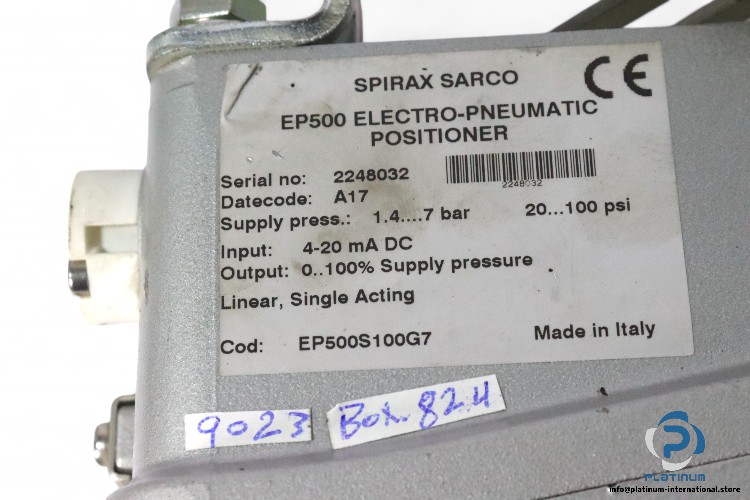 SPIRAX SARCO
CE
EP500 ELECTRO-PNEUMATIC
POSITIONER
Serial no: 2248032
2248032
Datecode: A17
Supply press.: 1.4....7 bar 20...100 psi
Input: 4-20 mA DC
Output: 0..100% Supply pressure
Linear, Single Acting
Cod: EP500S100G7 Made in Italy
9023 Box 824
PLATINUM
info@platinum-international.store